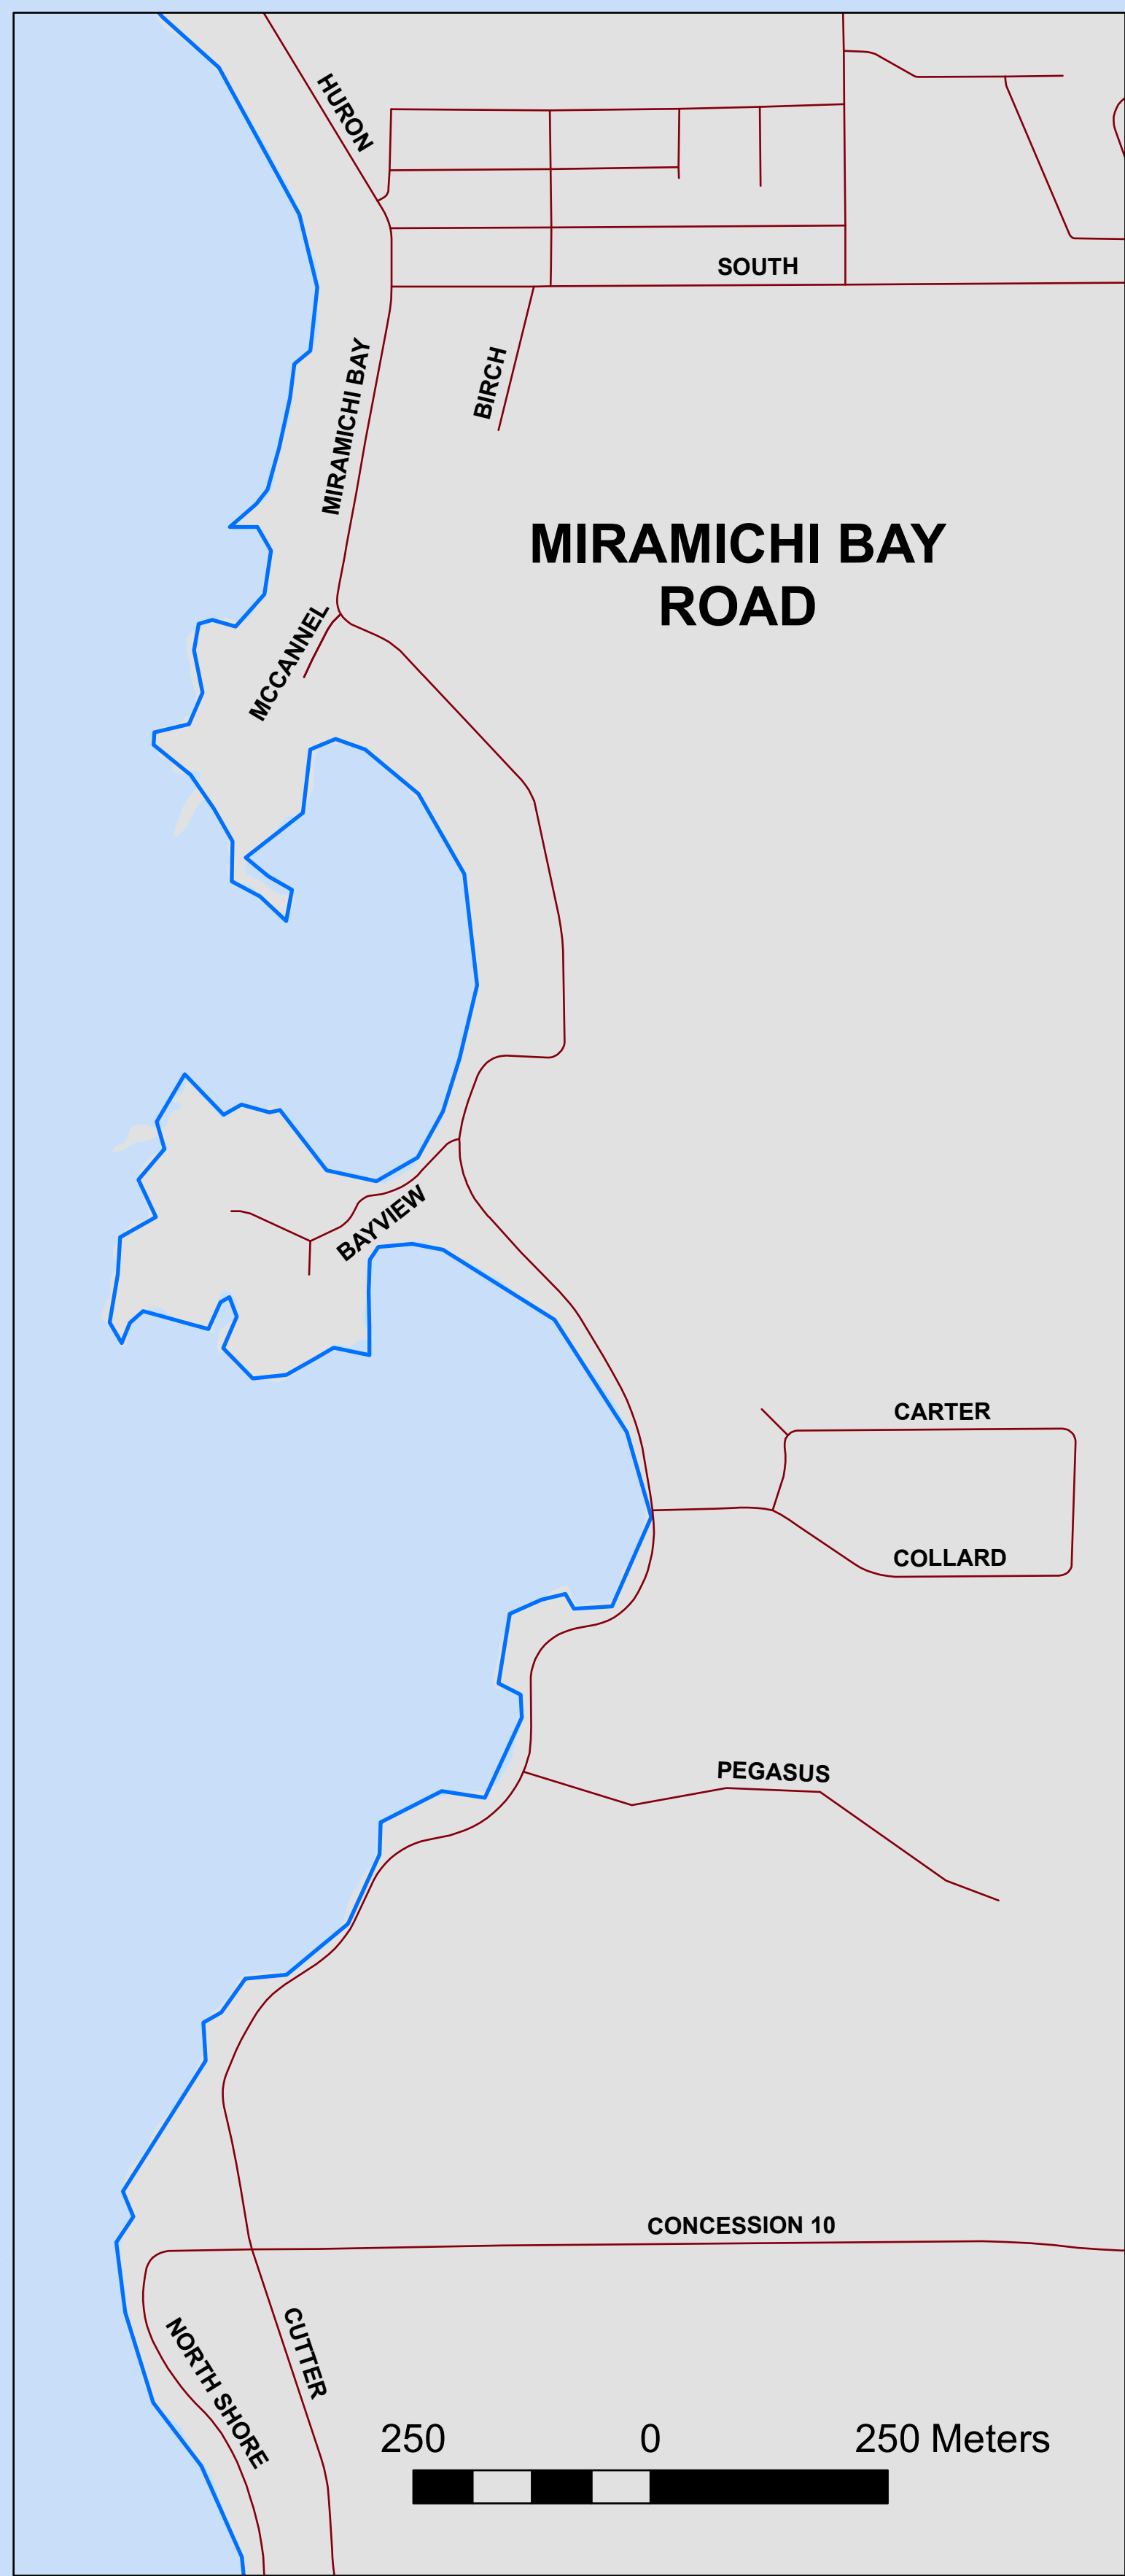 HURON
SOUTH
MIRAMICHI BAY
BIRCH
MIRAMICHI BAY
ROAD
MCCANNEL
BAYVIEW
CARTER
COLLARD
PEGASUS
CONCESSION 10
NORTH SHORE
CUTTER
250 0 250 Meters